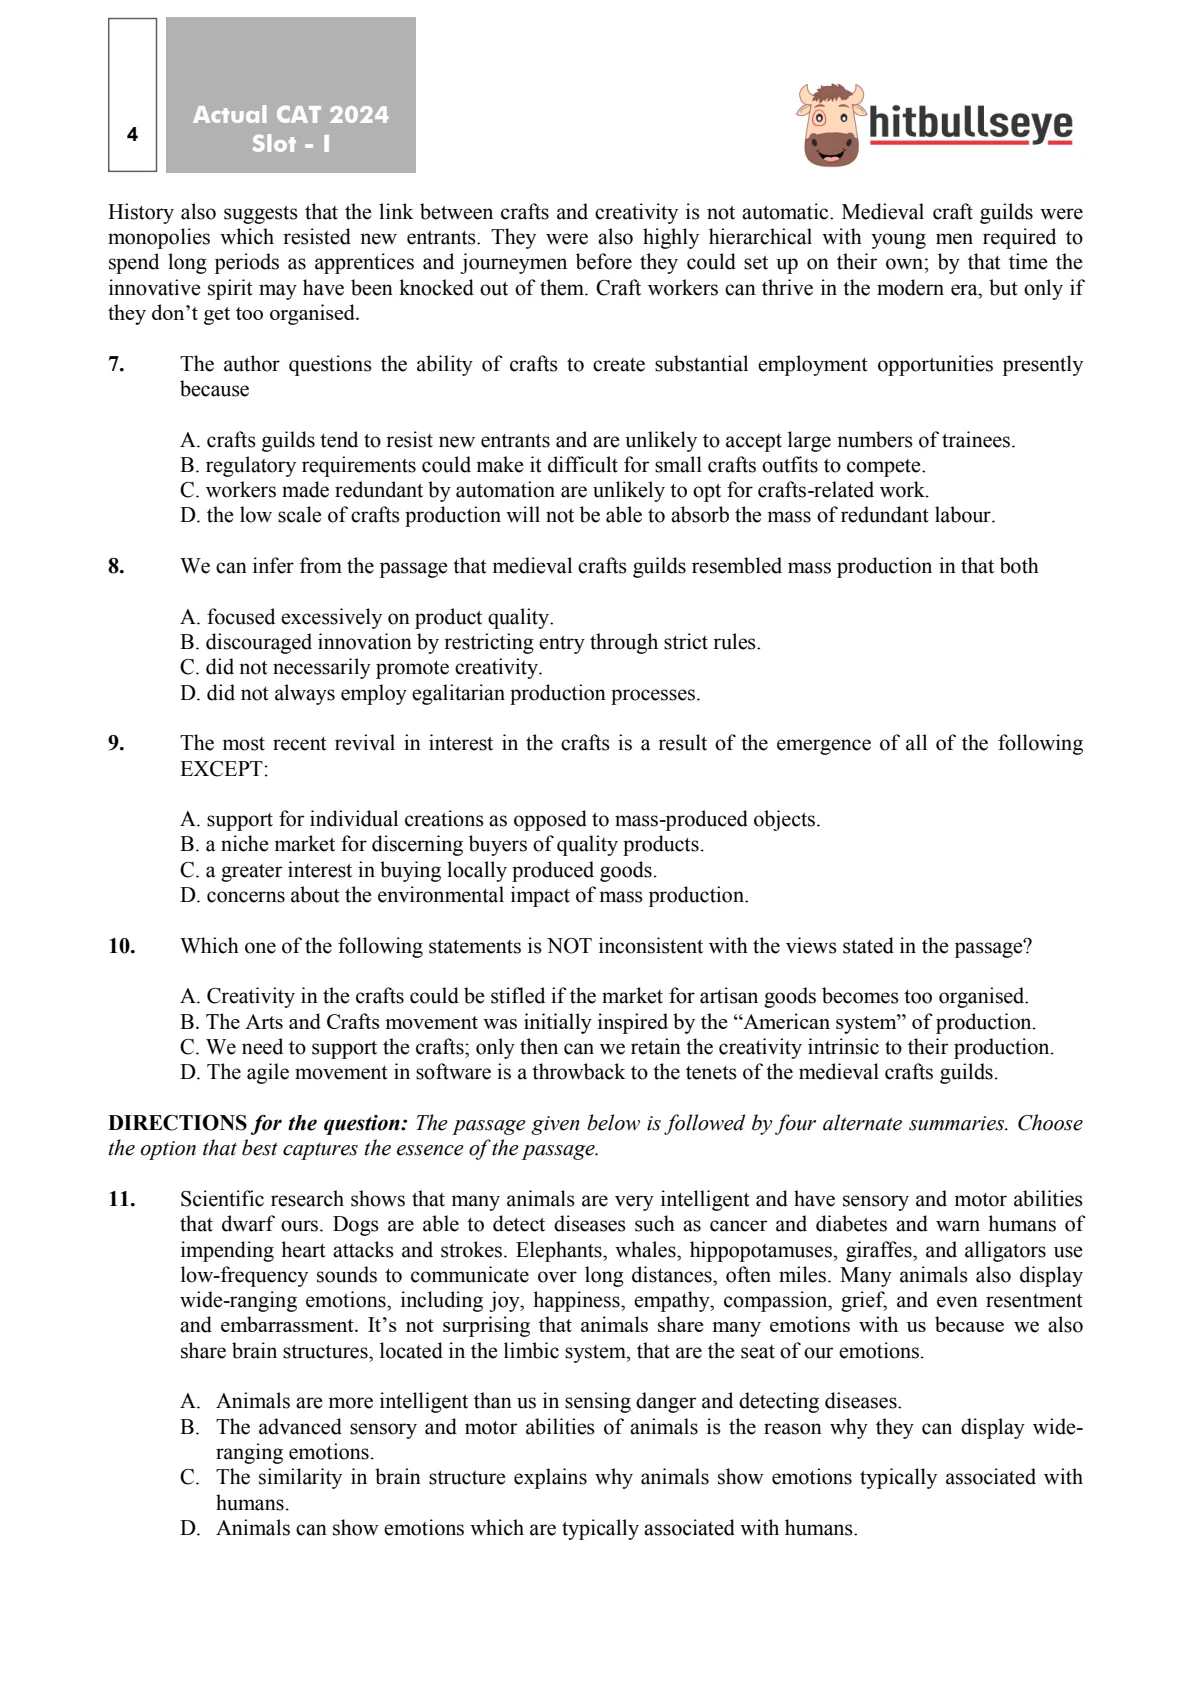 4
Actual CAT 2024
Slot - I
hitbullseye
History also suggests that the link between crafts and creativity is not automatic. Medieval craft guilds were
monopolies which resisted new entrants. They were also highly hierarchical with young men required to
spend long periods as apprentices and journeymen before they could set up on their own; by that time the
innovative spirit may have been knocked out of them. Craft workers can thrive in the modern era, but only if
they don’t get too organised.
7. The author questions the ability of crafts to create substantial employment opportunities presently
because
A. crafts guilds tend to resist new entrants and are unlikely to accept large numbers of trainees.
B. regulatory requirements could make it difficult for small crafts outfits to compete.
C. workers made redundant by automation are unlikely to opt for crafts-related work.
D. the low scale of crafts production will not be able to absorb the mass of redundant labour.
8. We can infer from the passage that medieval crafts guilds resembled mass production in that both
A. focused excessively on product quality.
B. discouraged innovation by restricting entry through strict rules.
C. did not necessarily promote creativity.
D. did not always employ egalitarian production processes.
9. The most recent revival in interest in the crafts is a result of the emergence of all of the following
EXCEPT:
A. support for individual creations as opposed to mass-produced objects.
B. a niche market for discerning buyers of quality products.
C. a greater interest in buying locally produced goods.
D. concerns about the environmental impact of mass production.
10. Which one of the following statements is NOT inconsistent with the views stated in the passage?
A. Creativity in the crafts could be stifled if the market for artisan goods becomes too organised.
B. The Arts and Crafts movement was initially inspired by the “American system” of production.
C. We need to support the crafts; only then can we retain the creativity intrinsic to their production.
D. The agile movement in software is a throwback to the tenets of the medieval crafts guilds.
DIRECTIONS for the question: The passage given below is followed by four alternate summaries. Choose
the option that best captures the essence of the passage.
11. Scientific research shows that many animals are very intelligent and have sensory and motor abilities
that dwarf ours. Dogs are able to detect diseases such as cancer and diabetes and warn humans of
impending heart attacks and strokes. Elephants, whales, hippopotamuses, giraffes, and alligators use
low-frequency sounds to communicate over long distances, often miles. Many animals also display
wide-ranging emotions, including joy, happiness, empathy, compassion, grief, and even resentment
and embarrassment. It’s not surprising that animals share many emotions with us because we also
share brain structures, located in the limbic system, that are the seat of our emotions.
A. Animals are more intelligent than us in sensing danger and detecting diseases.
B. The advanced sensory and motor abilities of animals is the reason why they can display wide-
ranging emotions.
C. The similarity in brain structure explains why animals show emotions typically associated with
humans.
D. Animals can show emotions which are typically associated with humans.